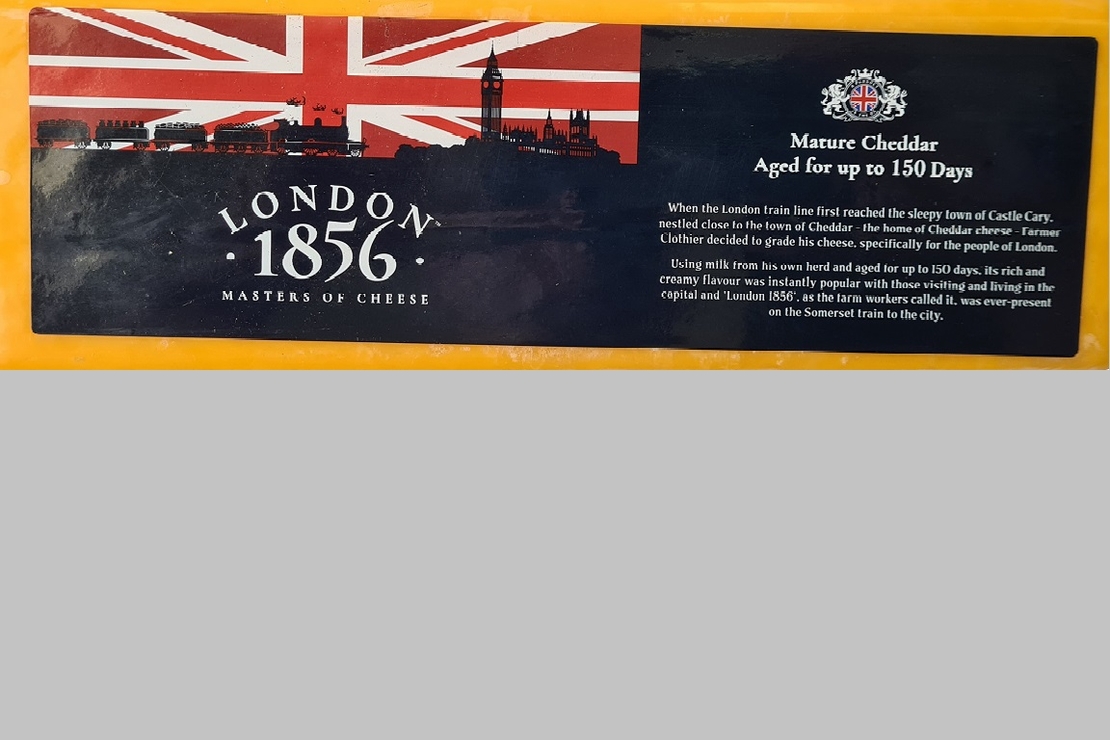 LONDON
· 1856 ·
MASTERS OF CHEESE
Mature Cheddar
Aged for up to 150 Days
When the London train line first reached the sleepy town of Castle Cary,
nestled close to the town of Cheddar - the home of Cheddar cheese - Farmer
Clothier decided to grade his cheese, specifically for the people of London.
Using milk from his own herd and aged for up to 150 days, its rich and
creamy flavour was instantly popular with those visiting and living in the
capital and 'London 1856', as the farm workers called it, was ever-present
on the Somerset train to the city.